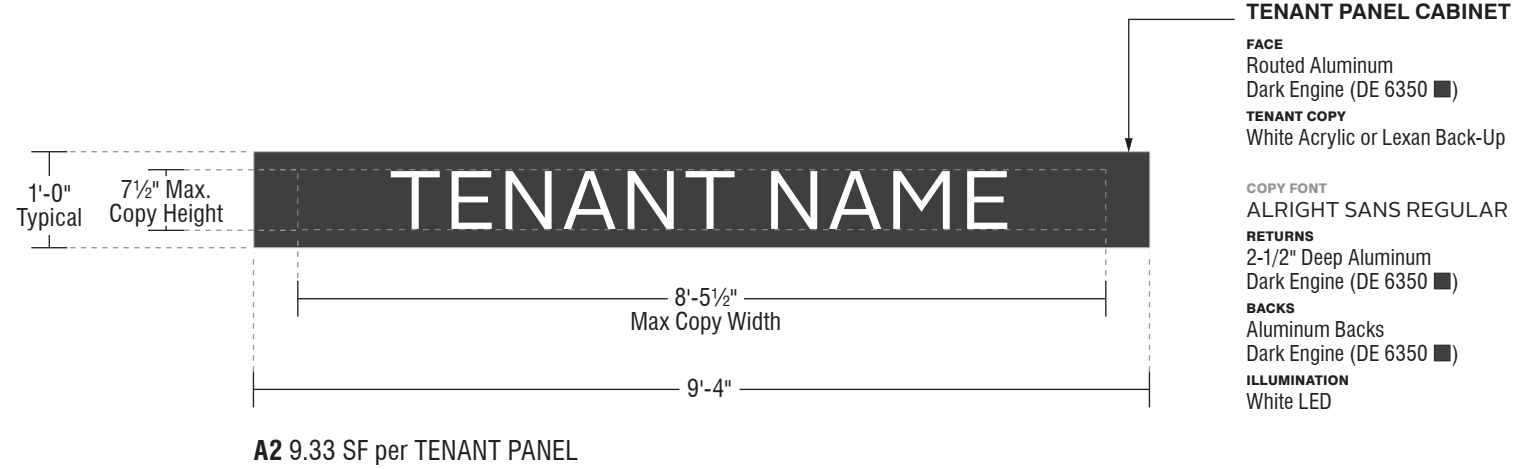 TENANT PANEL CABINET
FACE
Routed Aluminum
Dark Engine (DE 6350 ■)
TENANT COPY
White Acrylic or Lexan Back-Up
COPY FONT
ALRIGHT SANS REGULAR
RETURNS
2-1/2" Deep Aluminum
Dark Engine (DE 6350 ■)
BACKS
Aluminum Backs
Dark Engine (DE 6350 ■)
ILLUMINATION
White LED
1'-0"
Typical
7½" Max.
Copy Height
TENANT NAME
8'-5½"
Max Copy Width
9'-4"
A2 9.33 SF per TENANT PANEL